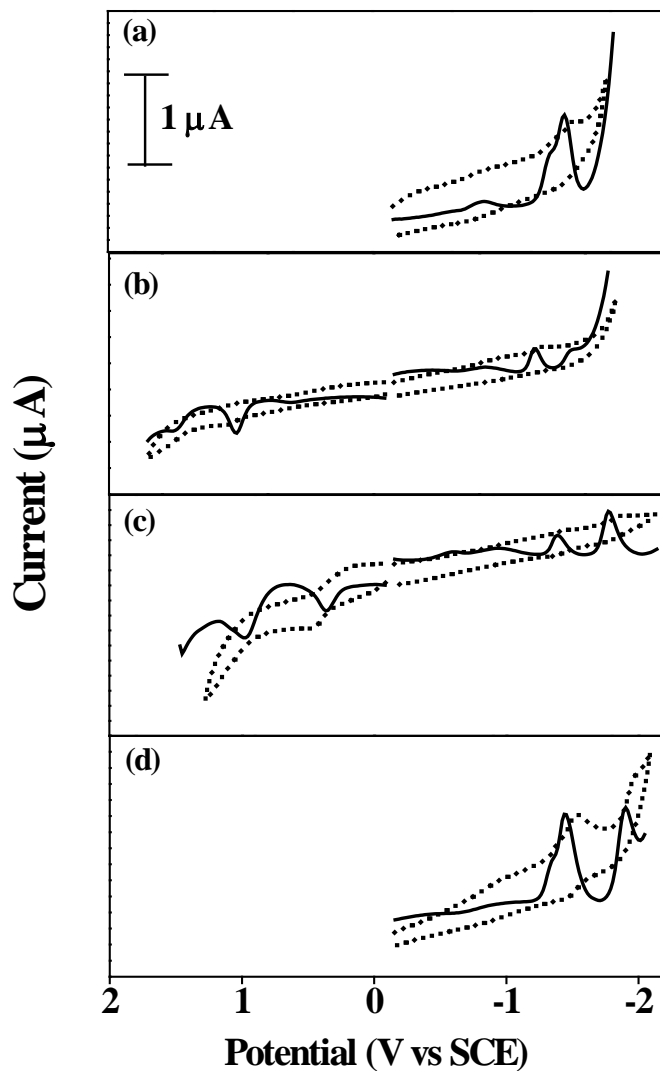 (a)
1 μA
(b)
(c)
(d)
Current (μA)
2 1 0 -1 -2
Potential (V vs SCE)